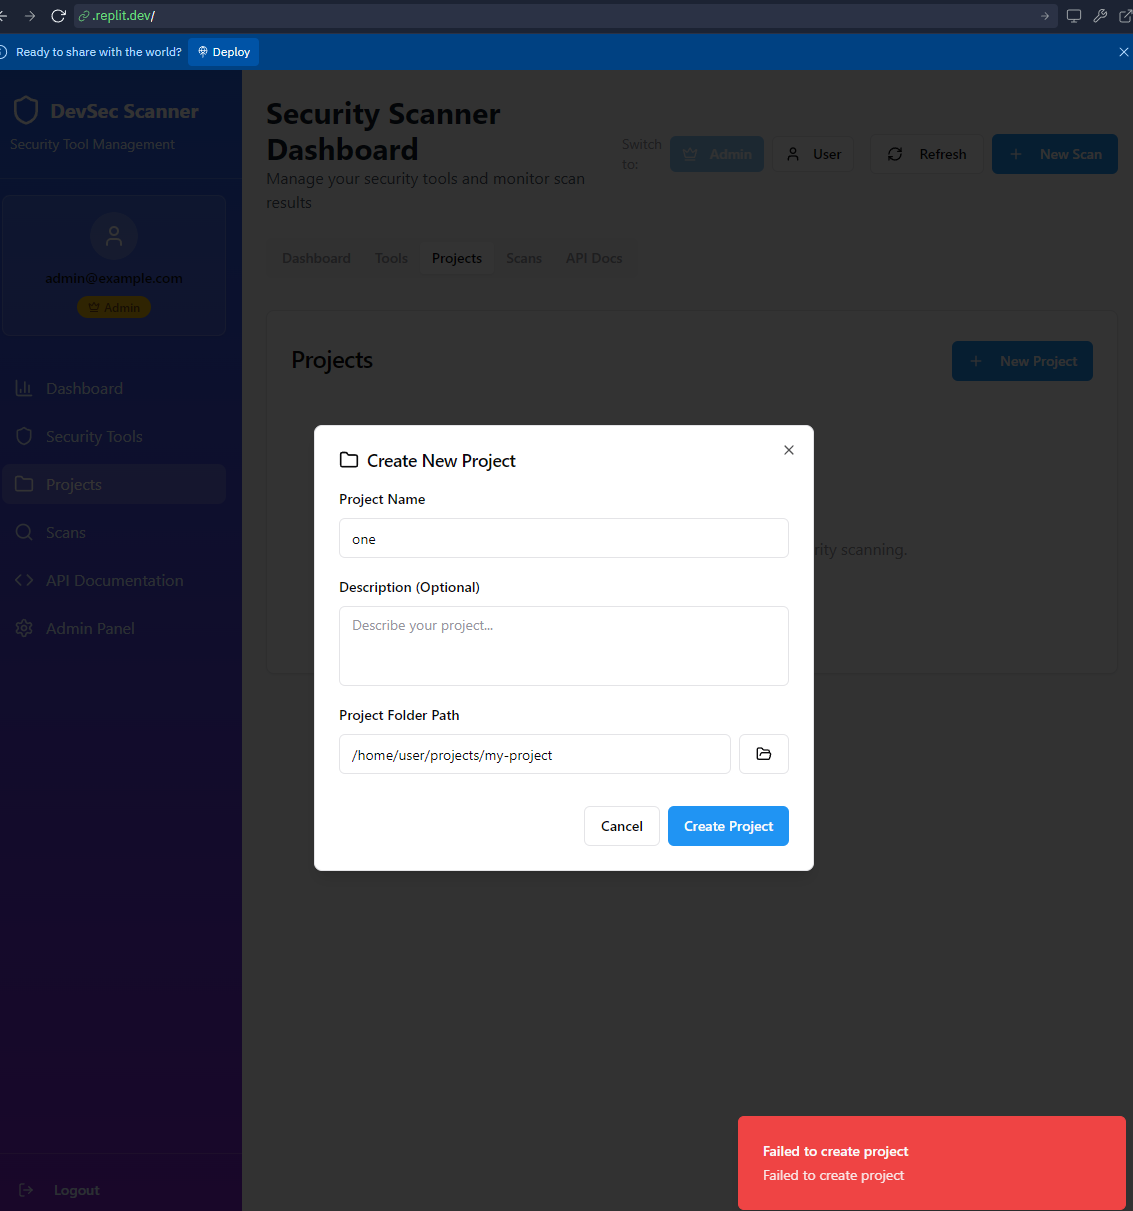 .replit.dev/
Ready to share with the world?
Deploy
DevSec Scanner
Security Tool Management
admin@example.com
Admin
Dashboard
Security Tools
Projects
Scans
API Documentation
Admin Panel
Logout
Security Scanner
Dashboard
Manage your security tools and monitor scan
results
Switch
to:
Admin
User
Refresh
New Scan
Dashboard
Tools
Projects
Scans
API Docs
Projects
New Project
scanning.
Create New Project
Project Name
one
Description (Optional)
Describe your project...
Project Folder Path
/home/user/projects/my-project
Cancel
Create Project
Failed to create project
Failed to create project